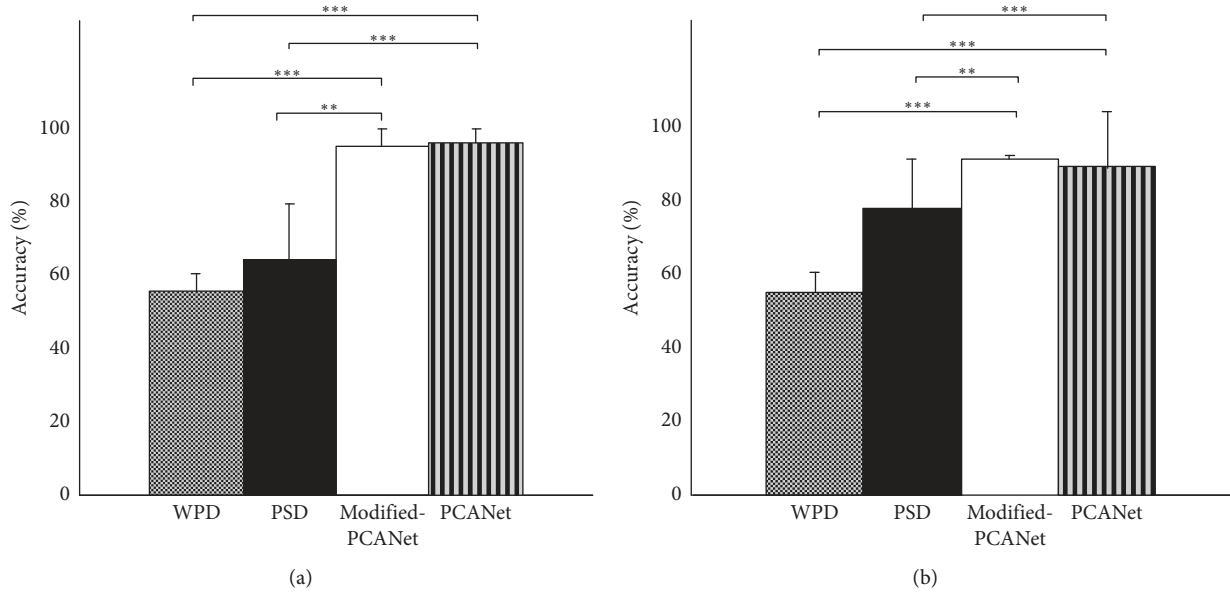 ***
***
***
**
100
80
60
40
20
0
Accuracy (%)
WPD PSD Modified- PCANet
PCANet
(a)
***
***
**
***
100
80
60
40
20
0
Accuracy (%)
WPD PSD Modified- PCANet
PCANet
(b)